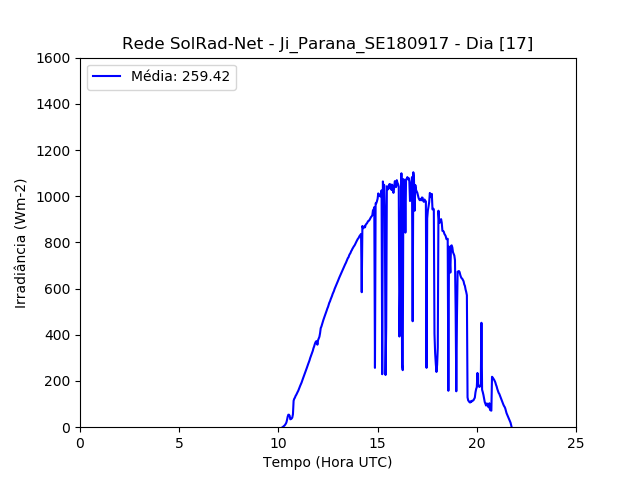 Rede SolRad-Net - Ji_Parana_SE180917 - Dia [17]
Média: 259.42
Irradiância (Wm-2)
1600
1400
1200
1000
800
600
400
200
0
0 5 10 15 20 25
Tempo (Hora UTC)